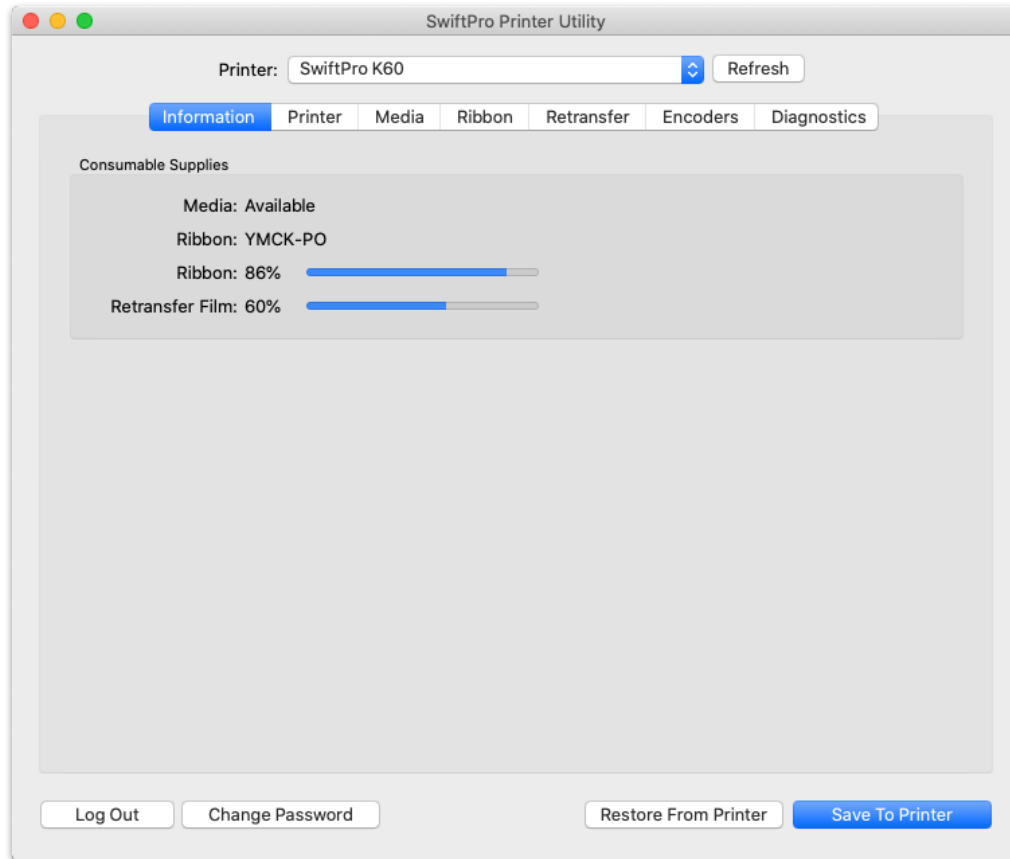 SwiftPro Printer Utility
Printer: SwiftPro K60 Refresh
Information Printer Media Ribbon Retransfer Encoders Diagnostics
Consumable Supplies
Media: Available
Ribbon: YMCK-PO
Ribbon: 86%
Retransfer Film: 60%
Log Out Change Password Restore From Printer Save To Printer